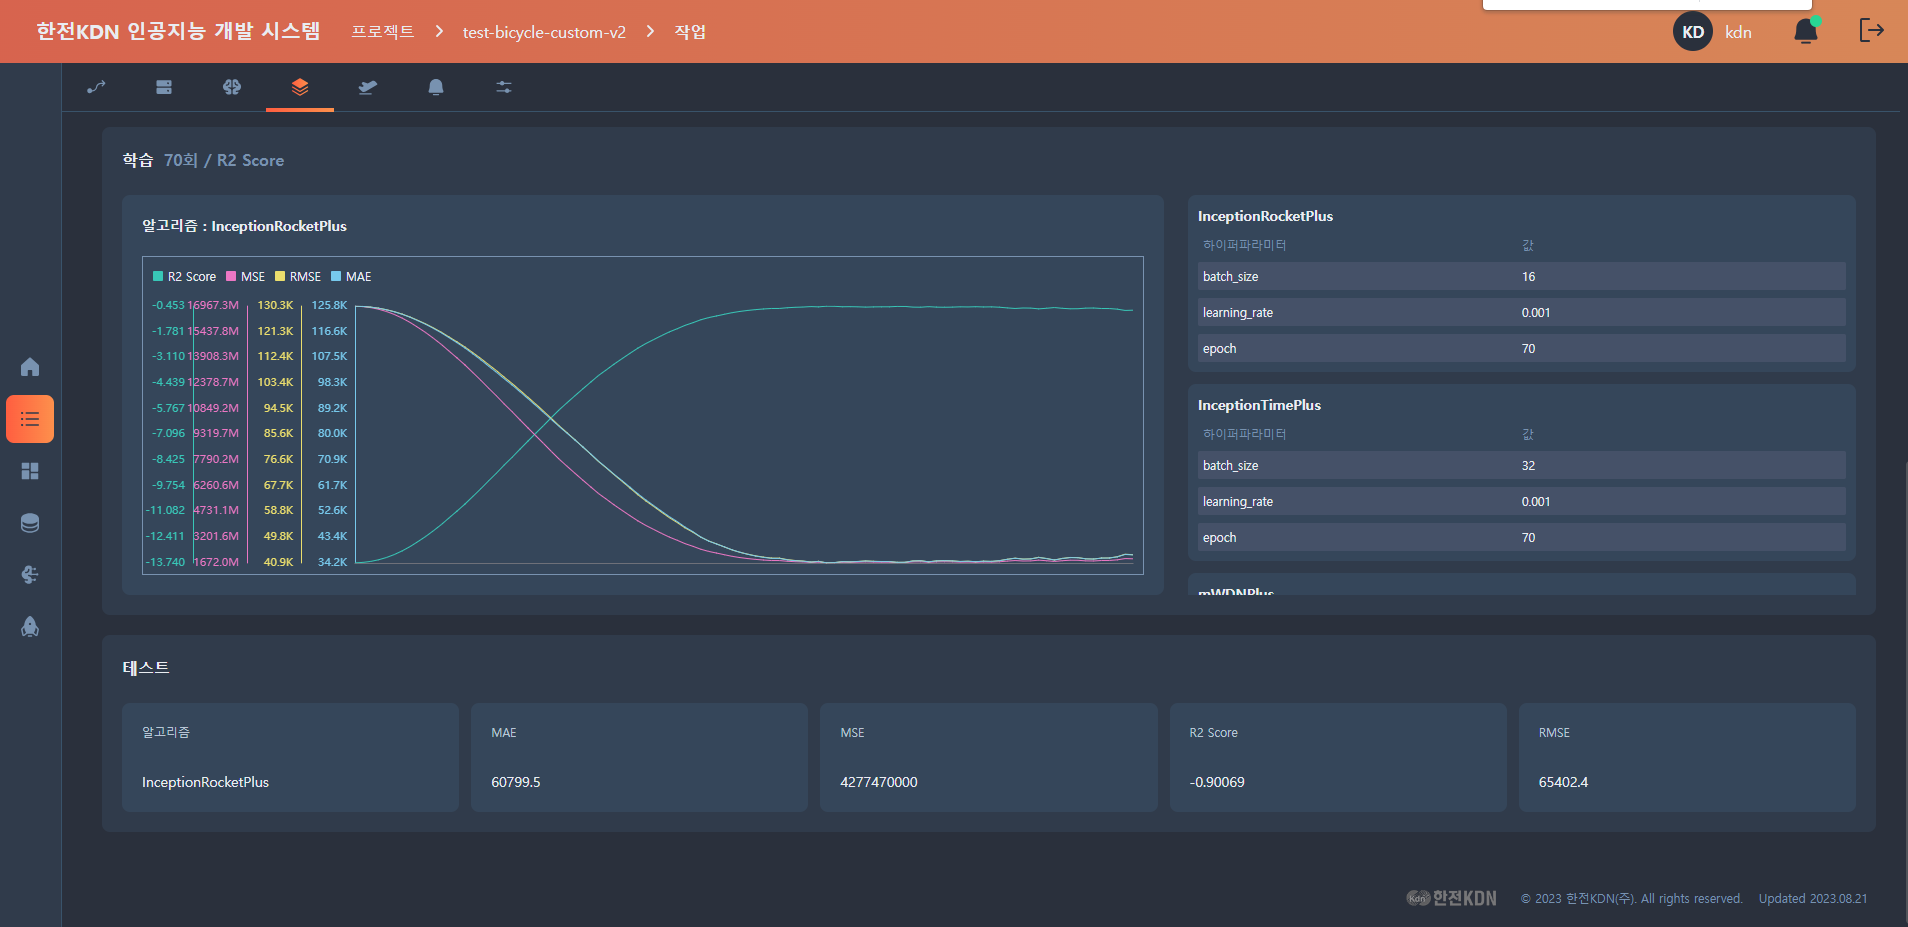 한전KDN 인공지능 개발 시스템 프로젝트 > test-bicycle-custom-v2 > 작업 KD kdn
학습 70회 / R2 Score
알고리즘 : InceptionRocketPlus
R2 Score MSE RMSE MAE
-0.453 16967.3M 130.3K 125.8K
-1.781 15437.8M 121.3K 116.6K
-3.110 13908.3M 112.4K 107.5K
-4.439 12378.7M 103.4K 98.3K
-5.767 10849.2M 94.5K 89.2K
-7.096 9319.7M 85.6K 80.0K
-8.425 7790.2M 76.6K 70.9K
-9.754 6260.6M 67.7K 61.7K
-11.082 4731.1M 58.8K 52.6K
-12.411 3201.6M 49.8K 43.4K
-13.740 1672.0M 40.9K 34.2K
InceptionRocketPlus
하이퍼파라미터 값
batch_size 16
learning_rate 0.001
epoch 70
InceptionTimePlus
하이퍼파라미터 값
batch_size 32
learning_rate 0.001
epoch 70
mWDNPlus
테스트
알고리즘 MAE MSE R2 Score RMSE
InceptionRocketPlus 60799.5 4277470000 -0.90069 65402.4
Kdn 한전KDN © 2023 한전KDN(주). All rights reserved. Updated 2023.08.21